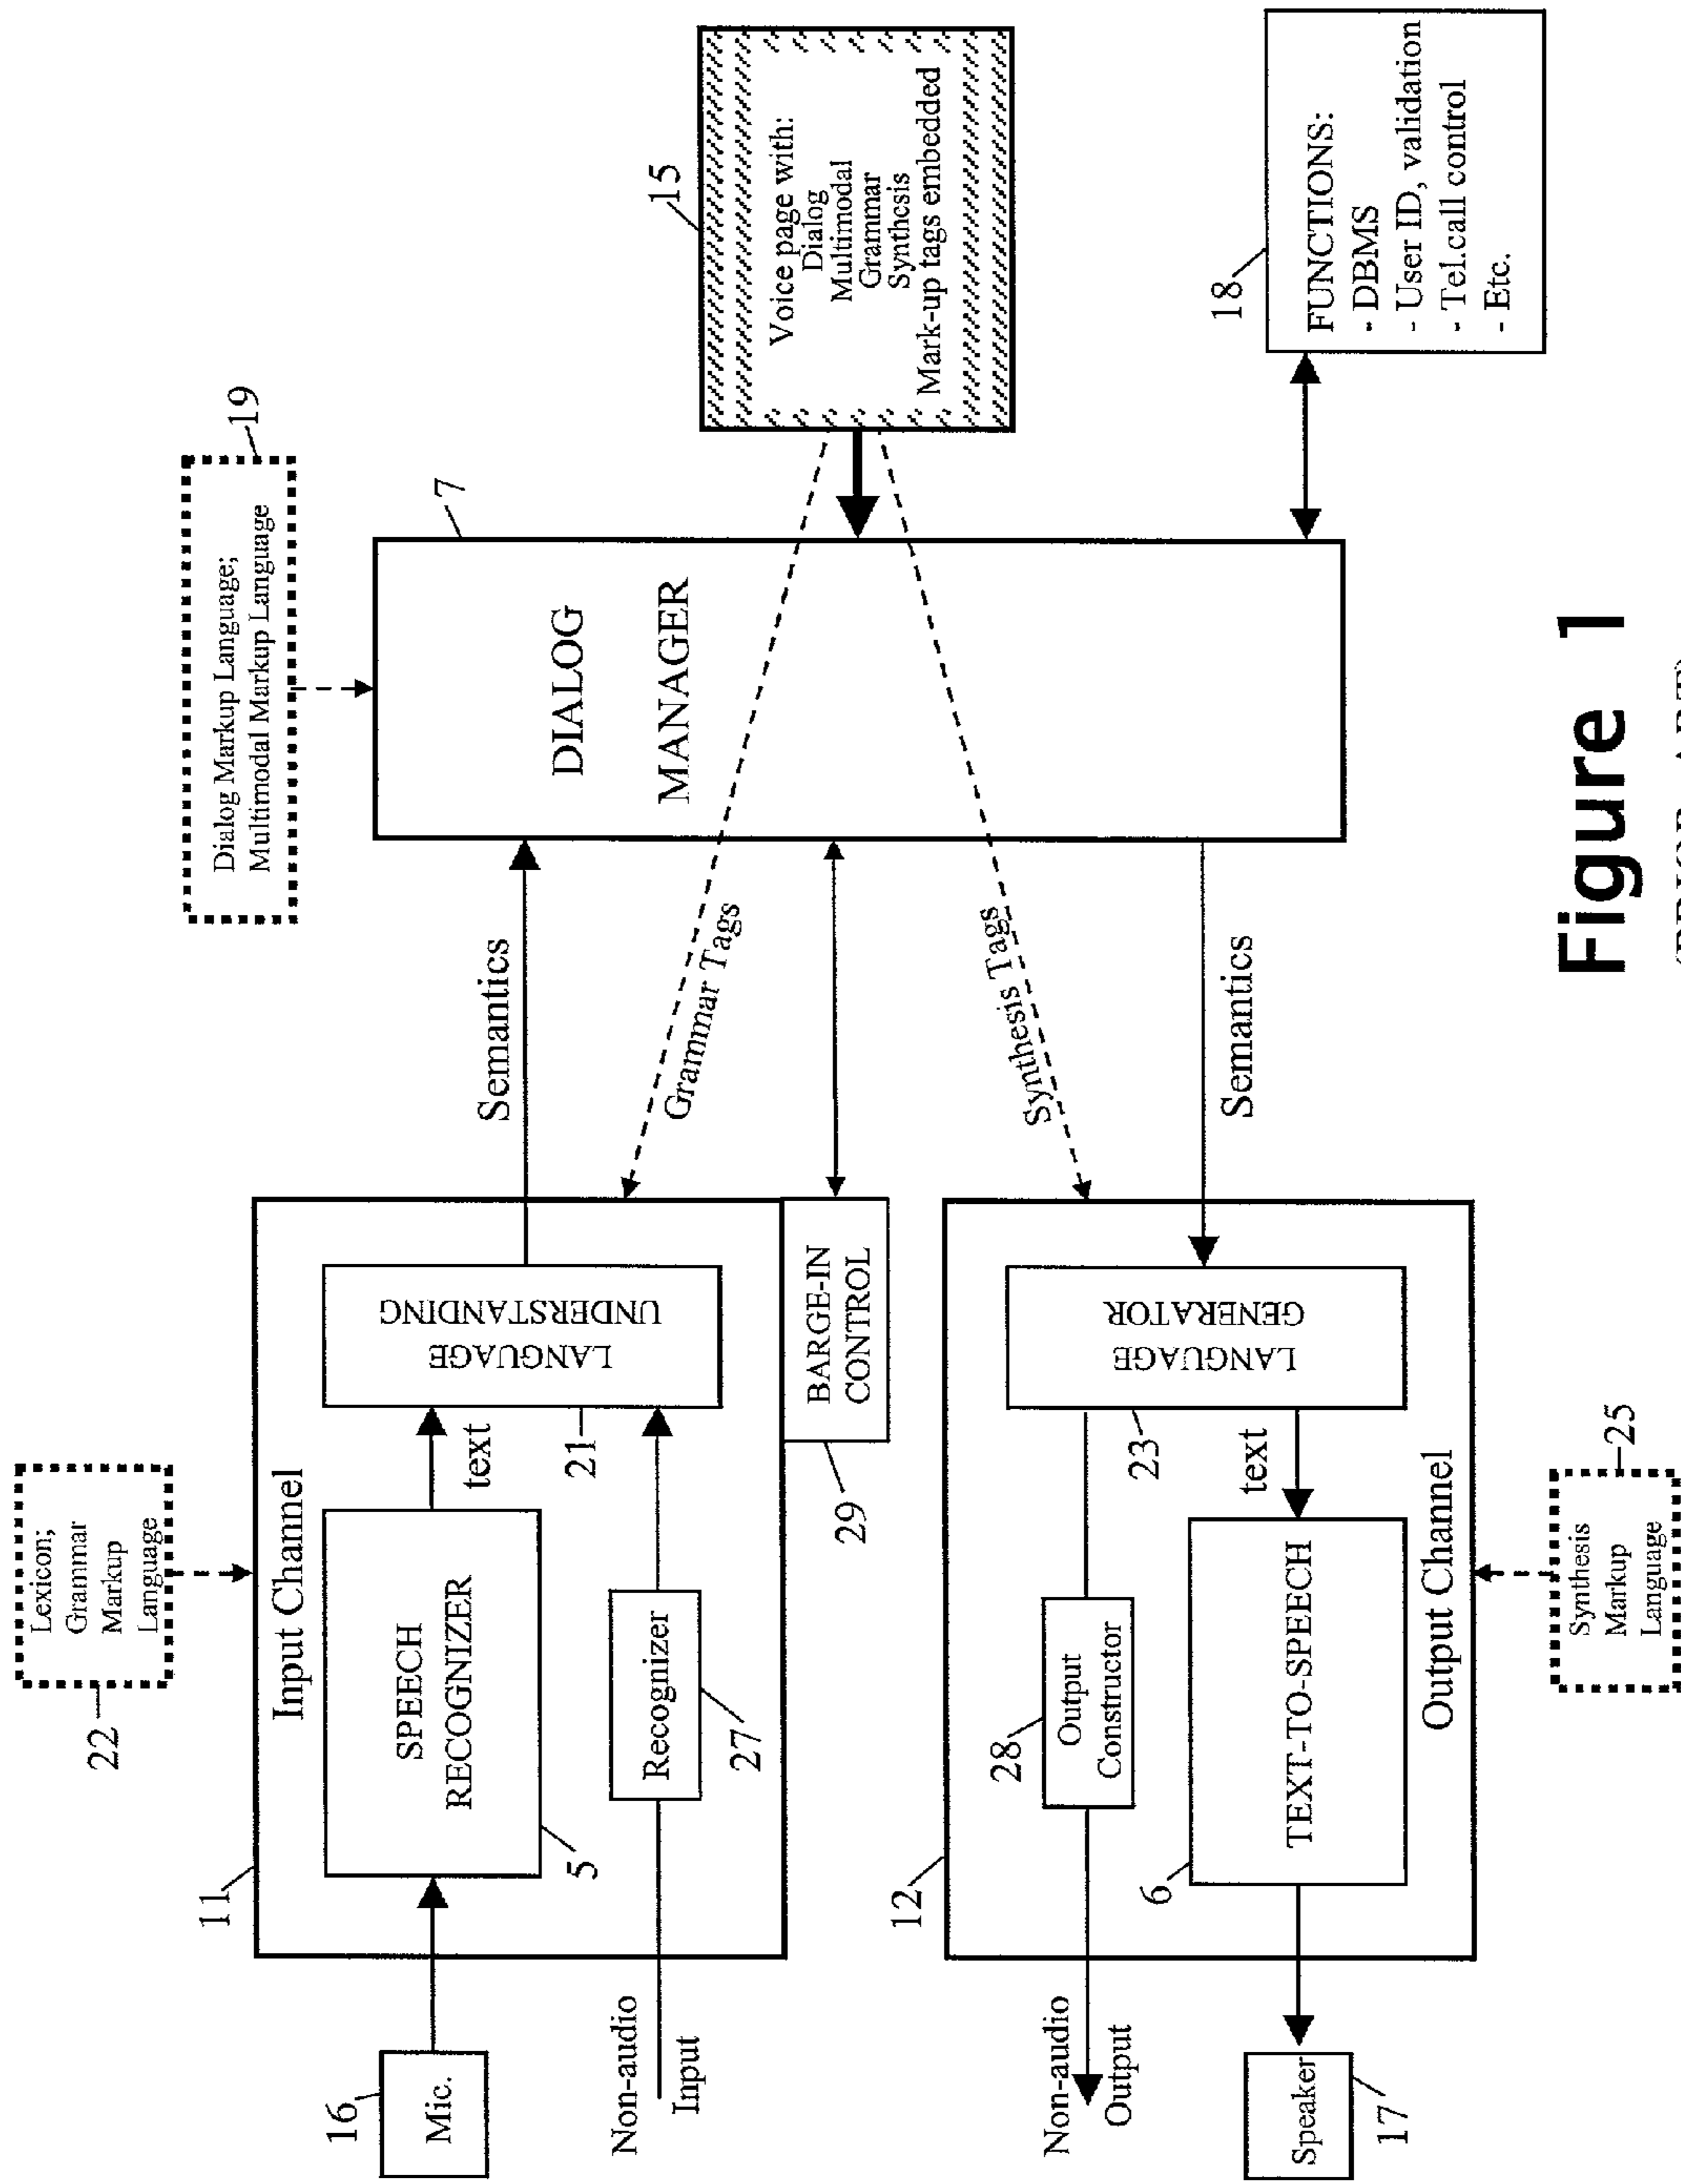 22
Lexicon;
Grammar
Markup
Language
Dialog Markup Language;
Multimodal Markup Language
19
11
Input Channel
16
Mic.
SPEECH
RECOGNIZER
5
text
LANGUAGE
UNDERSTANDING
21
Semantics
Non-audio
Input
Recognizer
27
Grammar Tags
BARGE-IN
CONTROL
29
DIALOG
MANAGER
7
15
Voice page with:
Dialog
Multimodal
Grammar
Synthesis
Mark-up tags embedded
12
Non-audio
Output
28
Output
Constructor
LANGUAGE
GENERATOR
23
Synthesis Tags
Semantics
text
6
TEXT-TO-SPEECH
Speaker
17
Output Channel
Synthesis
Markup
Language
25
18
FUNCTIONS:
- DBMS
- User ID, validation
- Tel.call control
- Etc.
Figure 1
(PRIOR ART)